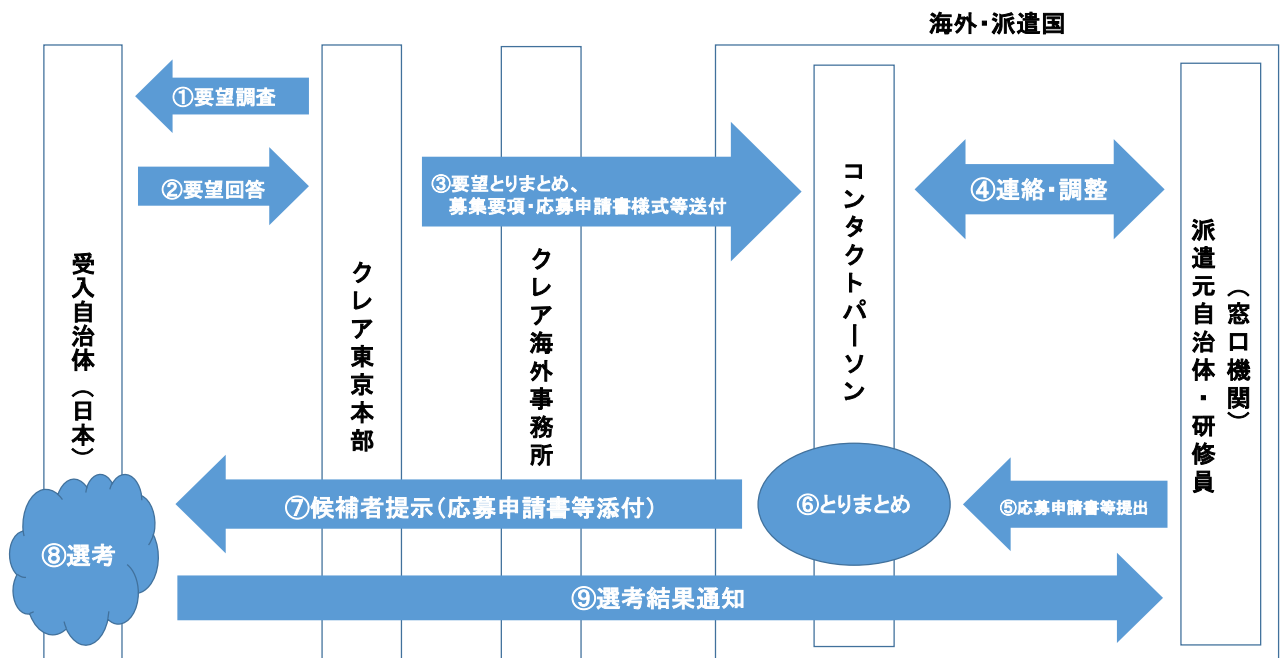 海外・派遣国
①要望調査
②要望回答
③要望とりまとめ、
募集要項・応募申請書様式等送付
④連絡・調整
受入自治体（日本）
クレア東京本部
クレア海外事務所
コンタクトパーソン
（窓口機関）
派遣元自治体・研修員
⑤応募申請書等提出
⑥とりまとめ
⑦候補者提示（応募申請書等添付）
⑧選考
⑨選考結果通知